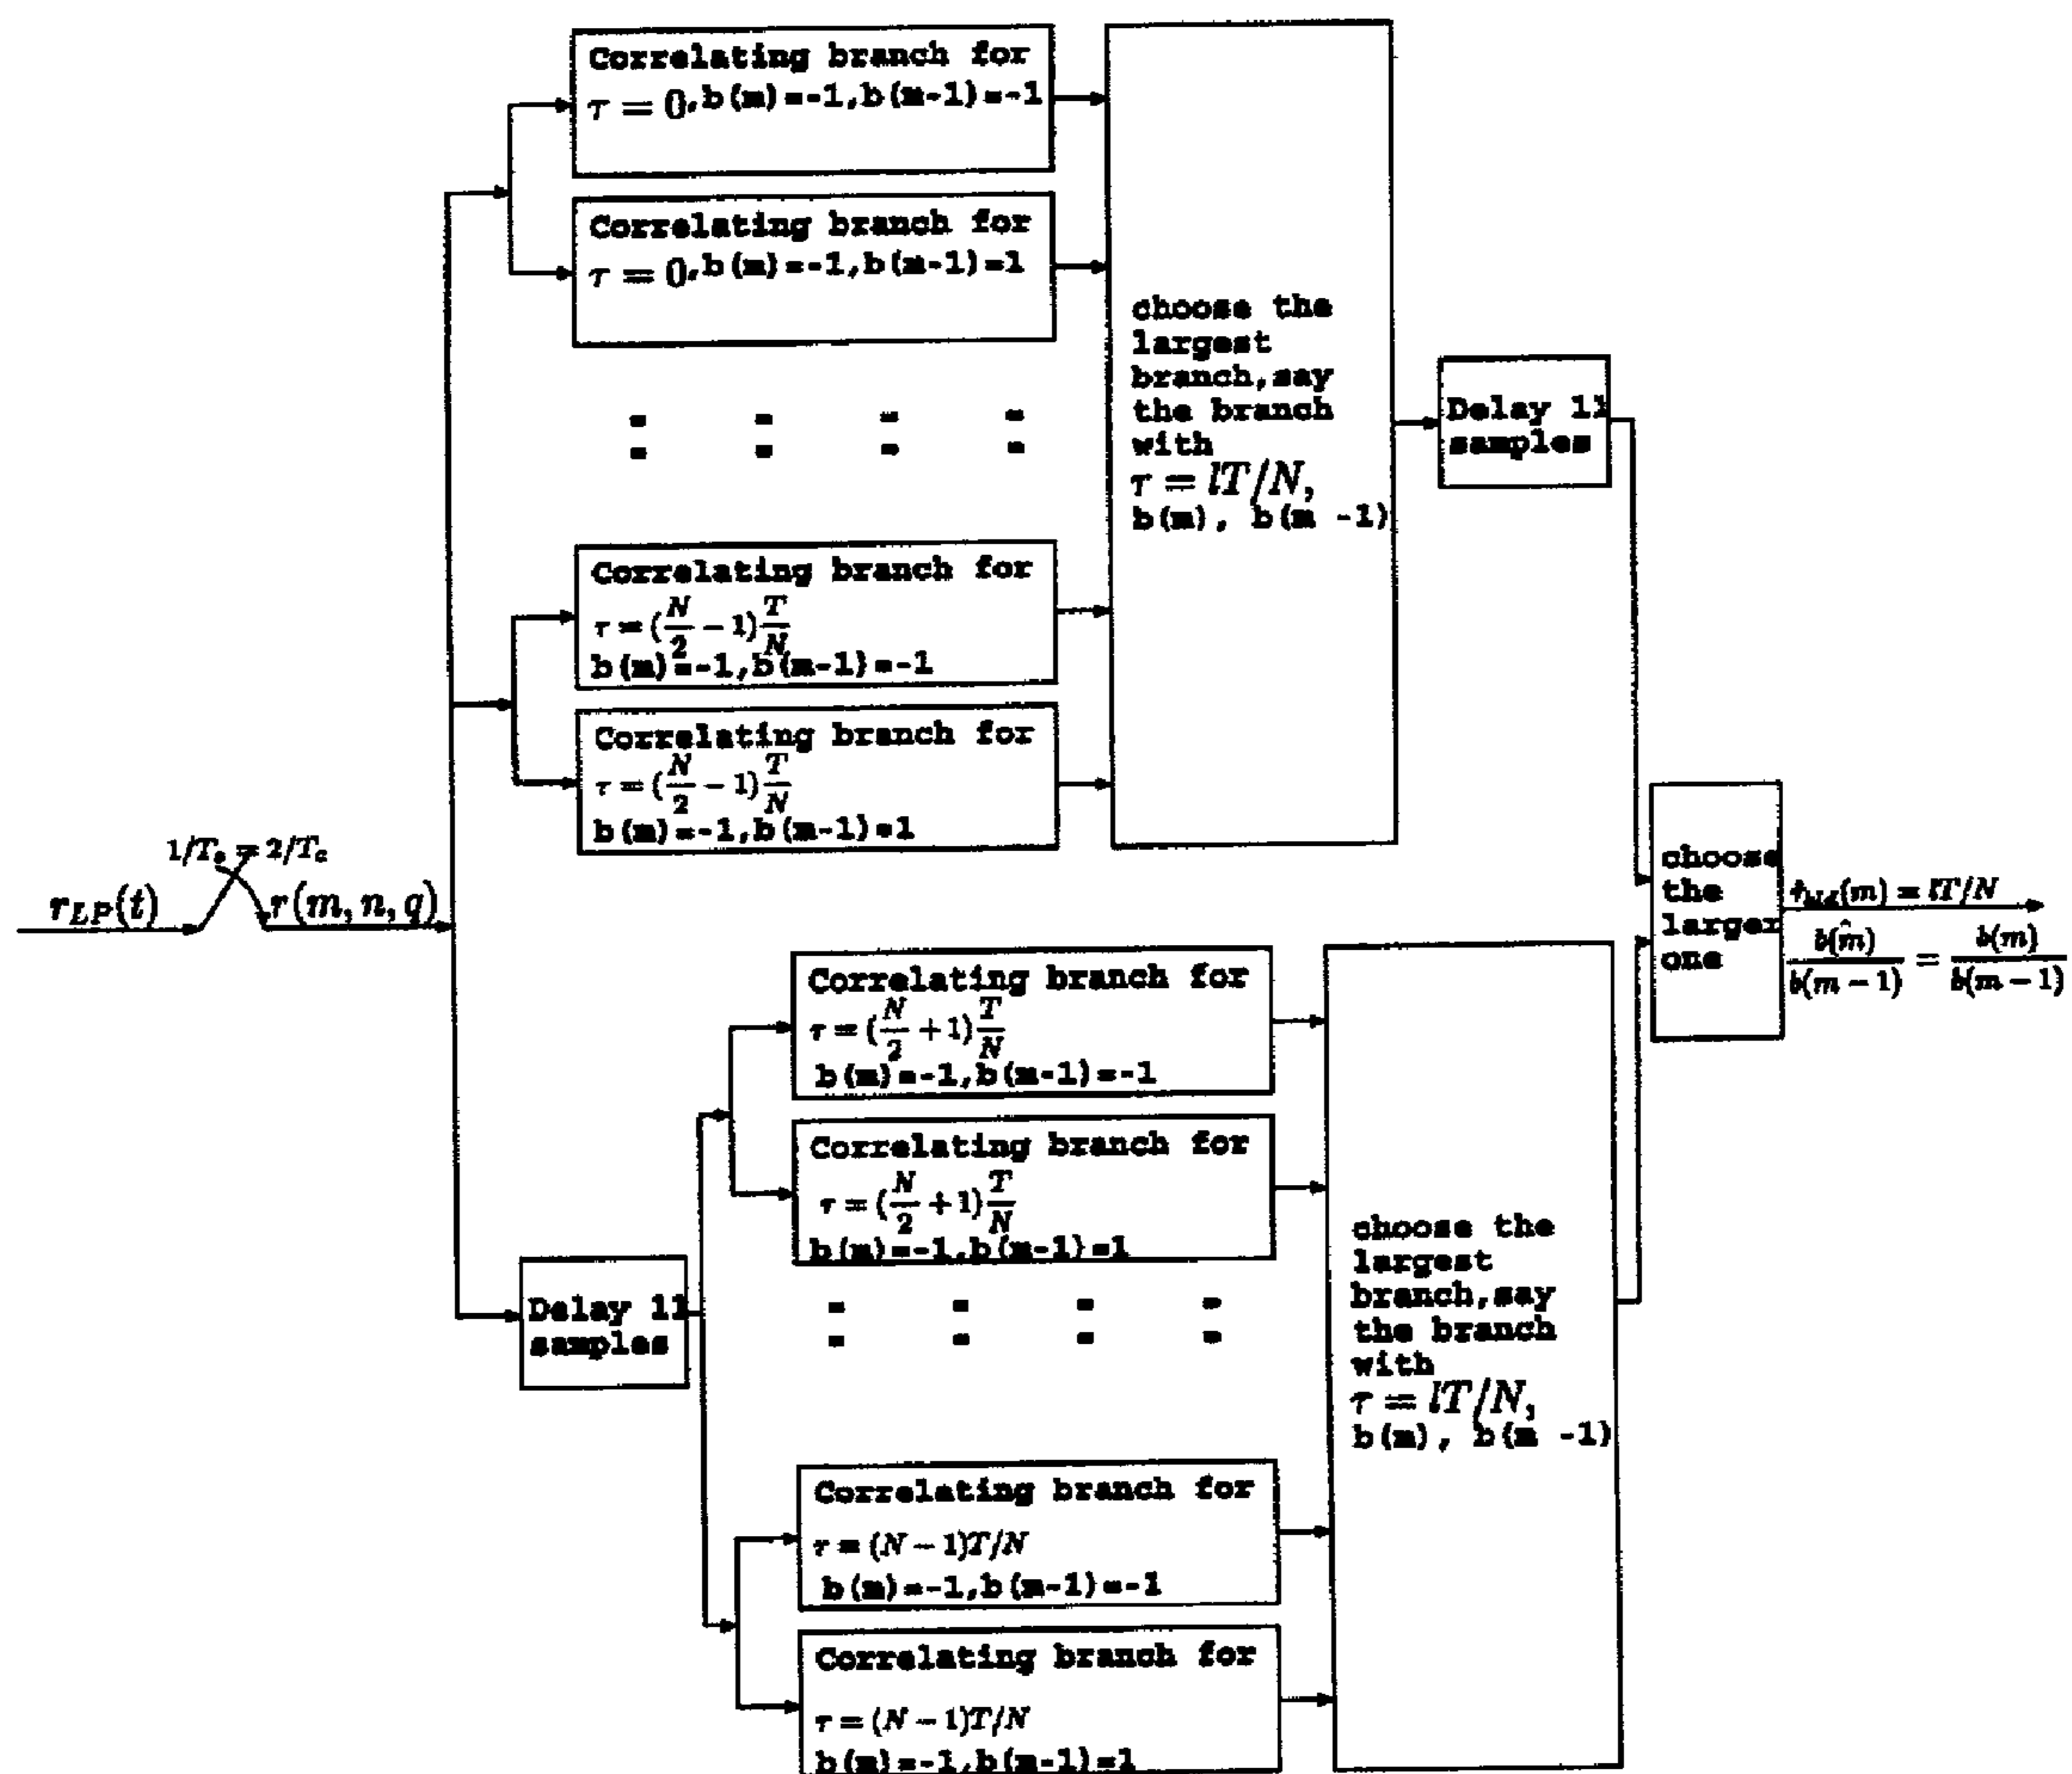 Correlating branch for
τ = 0, b(m)=-1,b(m-1)=-1
Correlating branch for
τ = 0, b(m)=-1,b(m-1)=1
choose the
largest
branch,say
the branch
with
τ = lT/N,
b(m), b(m -1)
Delay 11
samples
Correlating branch for
τ = (N/2 − 1) T/N
b(m)=-1,b(m-1)=-1
Correlating branch for
τ = (N/2 − 1) T/N
b(m)=-1,b(m-1)=1
1/T_s = 2/T_c
r_LP(t)
r(m, n, q)
choose
the
larger
one
= lT/N
b(m)^/b(m − 1) = b(m)/b(m − 1)
Correlating branch for
τ = (N/2 + 1) T/N
b(m)=-1,b(m-1)=-1
Correlating branch for
τ = (N/2 + 1) T/N
b(m)=-1,b(m-1)=1
Delay 11
samples
choose the
largest
branch,say
the branch
with
τ = lT/N,
b(m), b(m -1)
Correlating branch for
τ = (N − 1)T/N
b(m)=-1,b(m-1)=-1
Correlating branch for
τ = (N − 1)T/N
b(m)=-1,b(m-1)=1